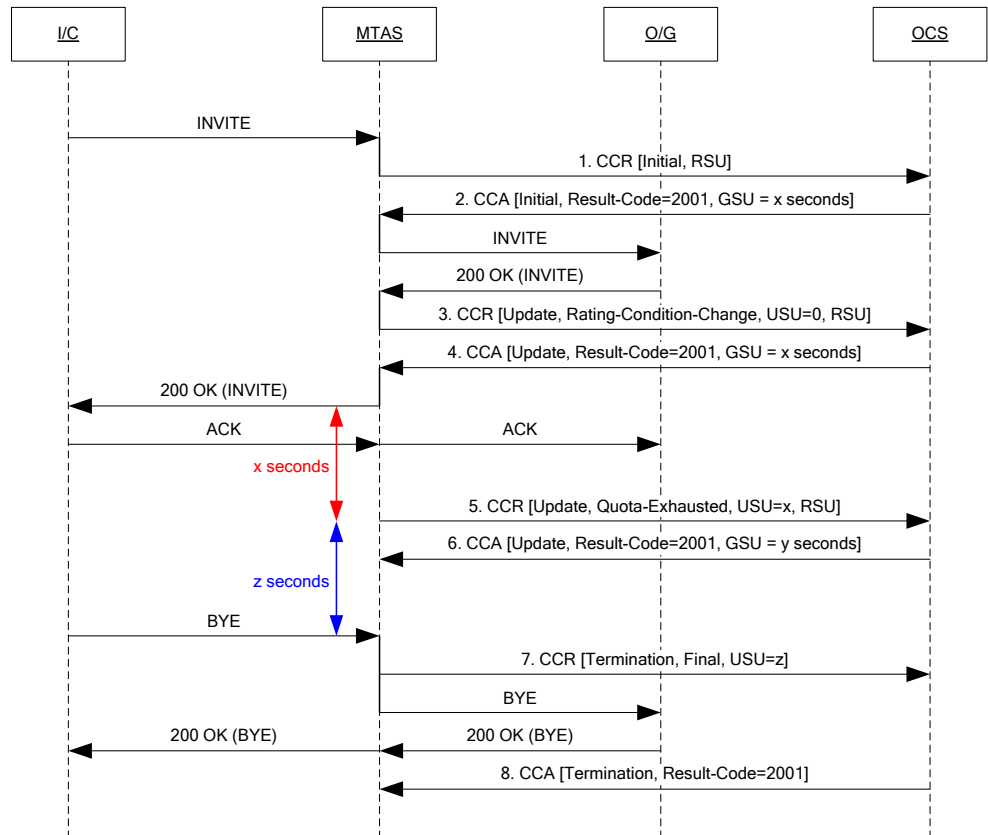 I/C
MTAS
O/G
OCS
INVITE
1. CCR [Initial, RSU]
2. CCA [Initial, Result-Code=2001, GSU = x seconds]
INVITE
200 OK (INVITE)
3. CCR [Update, Rating-Condition-Change, USU=0, RSU]
4. CCA [Update, Result-Code=2001, GSU = x seconds]
200 OK (INVITE)
ACK
ACK
x seconds
5. CCR [Update, Quota-Exhausted, USU=x, RSU]
6. CCA [Update, Result-Code=2001, GSU = y seconds]
z seconds
BYE
7. CCR [Termination, Final, USU=z]
BYE
200 OK (BYE)
200 OK (BYE)
8. CCA [Termination, Result-Code=2001]